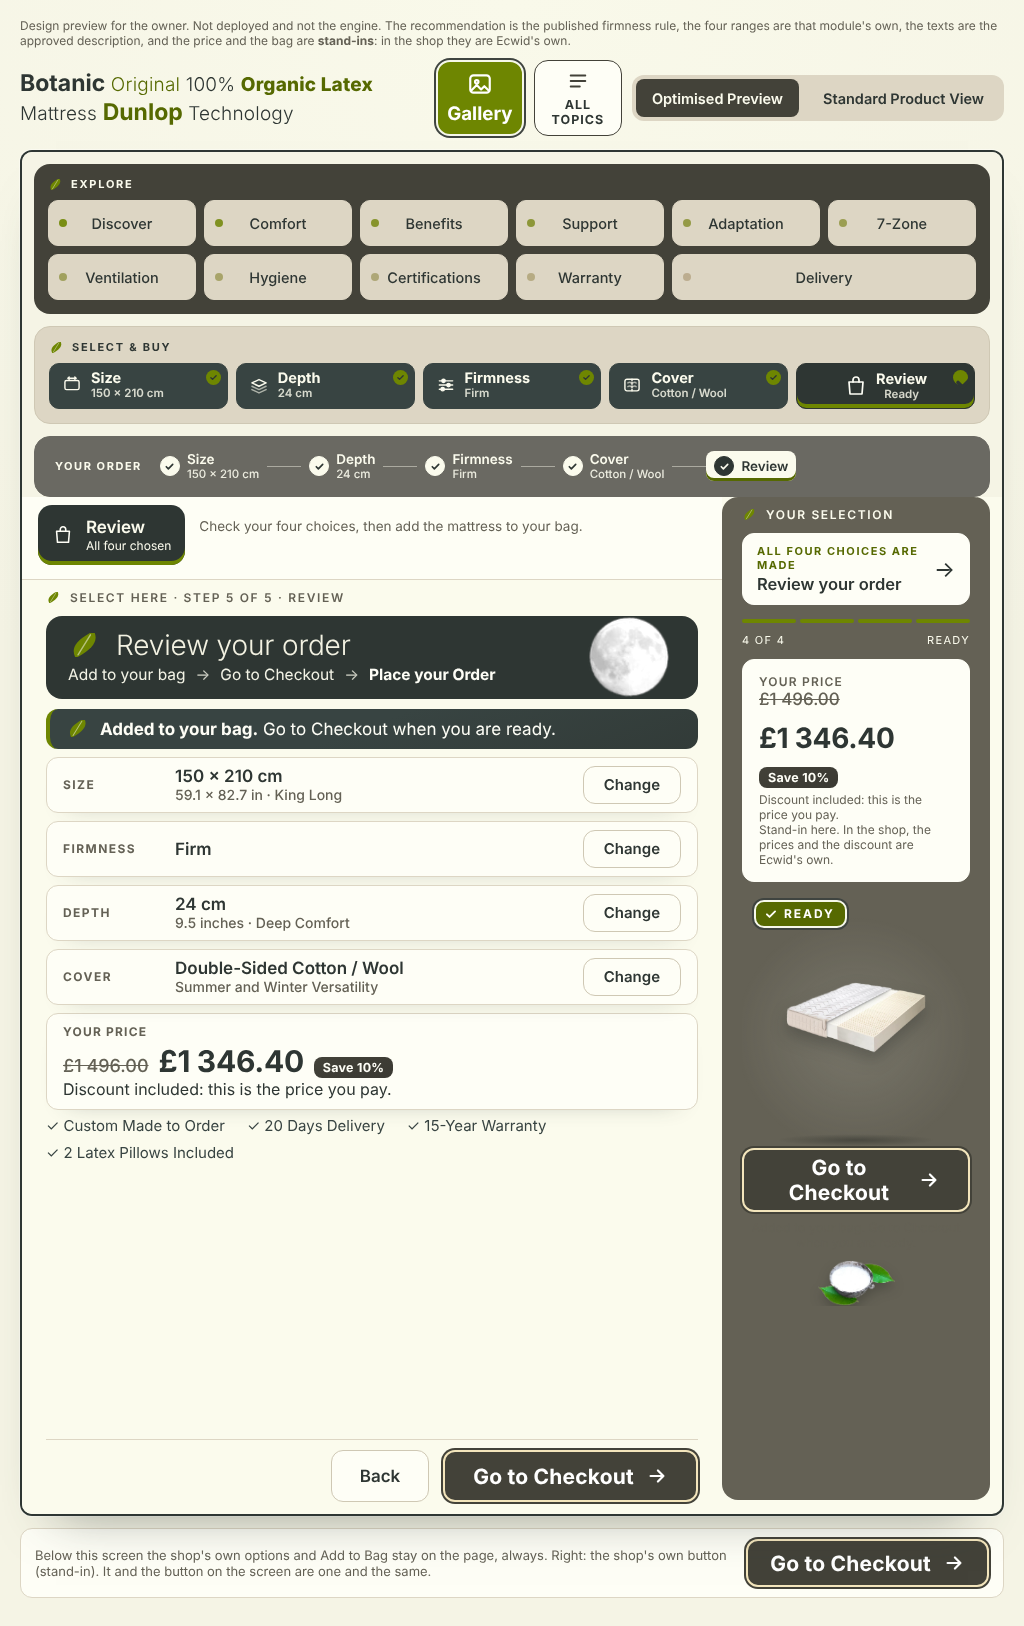 Design preview for the owner. Not deployed and not the engine. The recommendation is the published firmness rule, the four ranges are that module's own, the texts are the
approved description, and the price and the bag are stand-ins: in the shop they are Ecwid's own.
Botanic Original 100% Organic Latex
Mattress Dunlop Technology
Gallery
ALL
TOPICS
Optimised Preview
Standard Product View
EXPLORE
Discover
Comfort
Benefits
Support
Adaptation
7-Zone
Ventilation
Hygiene
Certifications
Warranty
Delivery
SELECT & BUY
Size
150 × 210 cm
Depth
24 cm
Firmness
Firm
Cover
Cotton / Wool
Review
Ready
YOUR ORDER
Size
150 × 210 cm
Depth
24 cm
Firmness
Firm
Cover
Cotton / Wool
Review
Review
All four chosen
Check your four choices, then add the mattress to your bag.
SELECT HERE · STEP 5 OF 5 · REVIEW
Review your order
Add to your bag → Go to Checkout → Place your Order
Added to your bag. Go to Checkout when you are ready.
SIZE
150 × 210 cm
59.1 × 82.7 in · King Long
Change
FIRMNESS
Firm
Change
DEPTH
24 cm
9.5 inches · Deep Comfort
Change
COVER
Double-Sided Cotton / Wool
Summer and Winter Versatility
Change
YOUR PRICE
£1 496.00 £1 346.40 Save 10%
Discount included: this is the price you pay.
✓ Custom Made to Order ✓ 20 Days Delivery ✓ 15-Year Warranty
✓ 2 Latex Pillows Included
Back
Go to Checkout →
YOUR SELECTION
ALL FOUR CHOICES ARE
MADE
Review your order
→
4 OF 4
READY
YOUR PRICE
£1 496.00
£1 346.40
Save 10%
Discount included: this is the
price you pay.
Stand-in here. In the shop, the
prices and the discount are
Ecwid's own.
✓ READY
Go to
Checkout →
Below this screen the shop's own options and Add to Bag stay on the page, always. Right: the shop's own button
(stand-in). It and the button on the screen are one and the same.
Go to Checkout →